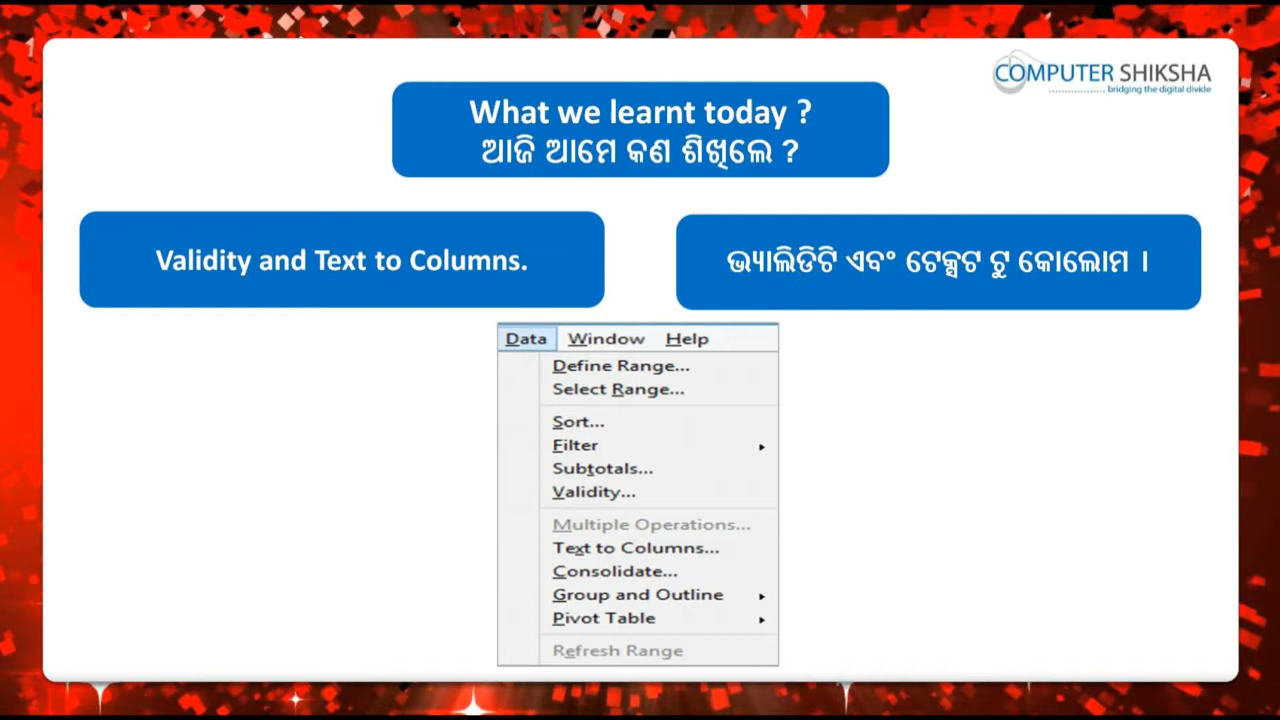 COMPUTER SHIKSHA
bridging the digital divide
What we learnt today ?
ଆଜି ଆମେ କଣ ଶିଖିଲେ ?
Validity and Text to Columns.
ଭ୍ୟାଲିଡିଟି ଏବଂ ଟେକ୍ସଟ ଟୁ କୋଲୋମ ।
Data Window Help
Define Range...
Select Range...
Sort...
Filter
Subtotals...
Validity...
Multiple Operations...
Text to Columns...
Consolidate...
Group and Outline
Pivot Table
Refresh Range